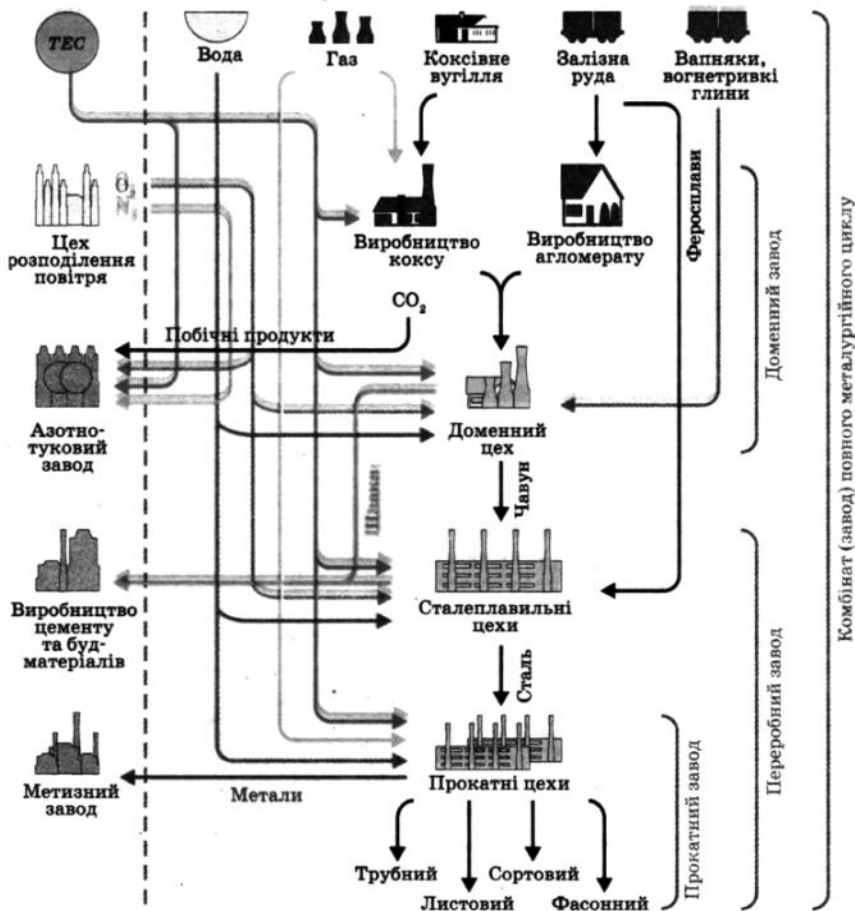 ТЕС
Вода
Газ
Коксівне
вугілля
Залізна
руда
Вапняки,
вогнетривкі
глини
O₂
N₂
Цех
розподілення
повітря
Виробництво
коксу
Виробництво
агломерату
Феросплави
CO₂
Побічні продукти
Азотно-
туковий
завод
Доменний
цех
Шлаки
Чавун
Виробництво
цементу
та буд-
матеріалів
Сталеплавильні
цехи
Сталь
Метизний
завод
Метали
Прокатні цехи
Трубний
Сортовий
Листовий
Фасонний
Доменний завод
Прокатний завод
Переробний завод
Комбінат (завод) повного металургійного циклу